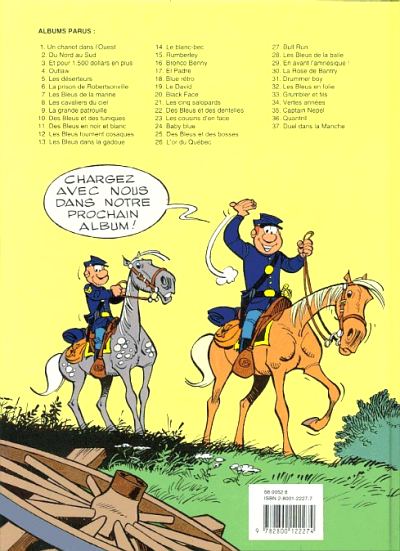 ALBUMS PARUS :
1. Un chariot dans l'Ouest
2. Du Nord au Sud
3. Et pour 1.500 dollars en plus
4. Outlaw
5. Les déserteurs
6. La prison de Robertsonville
7. Les Bleus de la marine
8. Les cavaliers du ciel
9. La grande patrouille
10. Des Bleus et des tuniques
11. Des Bleus en noir et blanc
12. Les Bleus tournent cosaques
13. Les Bleus dans la gadoue
14. Le blanc-bec
15. Rumberley
16. Bronco Benny
17. El Padre
18. Blue rétro
19. Le David
20. Black Face
21. Les cinq salopards
22. Des Bleus et des dentelles
23. Les cousins d'en face
24. Baby blue
25. Des Bleus et des bosses
26. L'or du Québec
27. Bull Run
28. Les Bleus de la balle
29. En avant l'amnésique !
30. La Rose de Bantry
31. Drummer boy
32. Les Bleus en folie
33. Grumbler et fils
34. Vertes années
35. Captain Nepel
36. Quantrill
37. Duel dans la Manche
CHARGEZ
AVEC NOUS
DANS NOTRE
PROCHAIN
ALBUM !
68 0052 8
ISBN 2-8001-2227-7
9 782800 122274